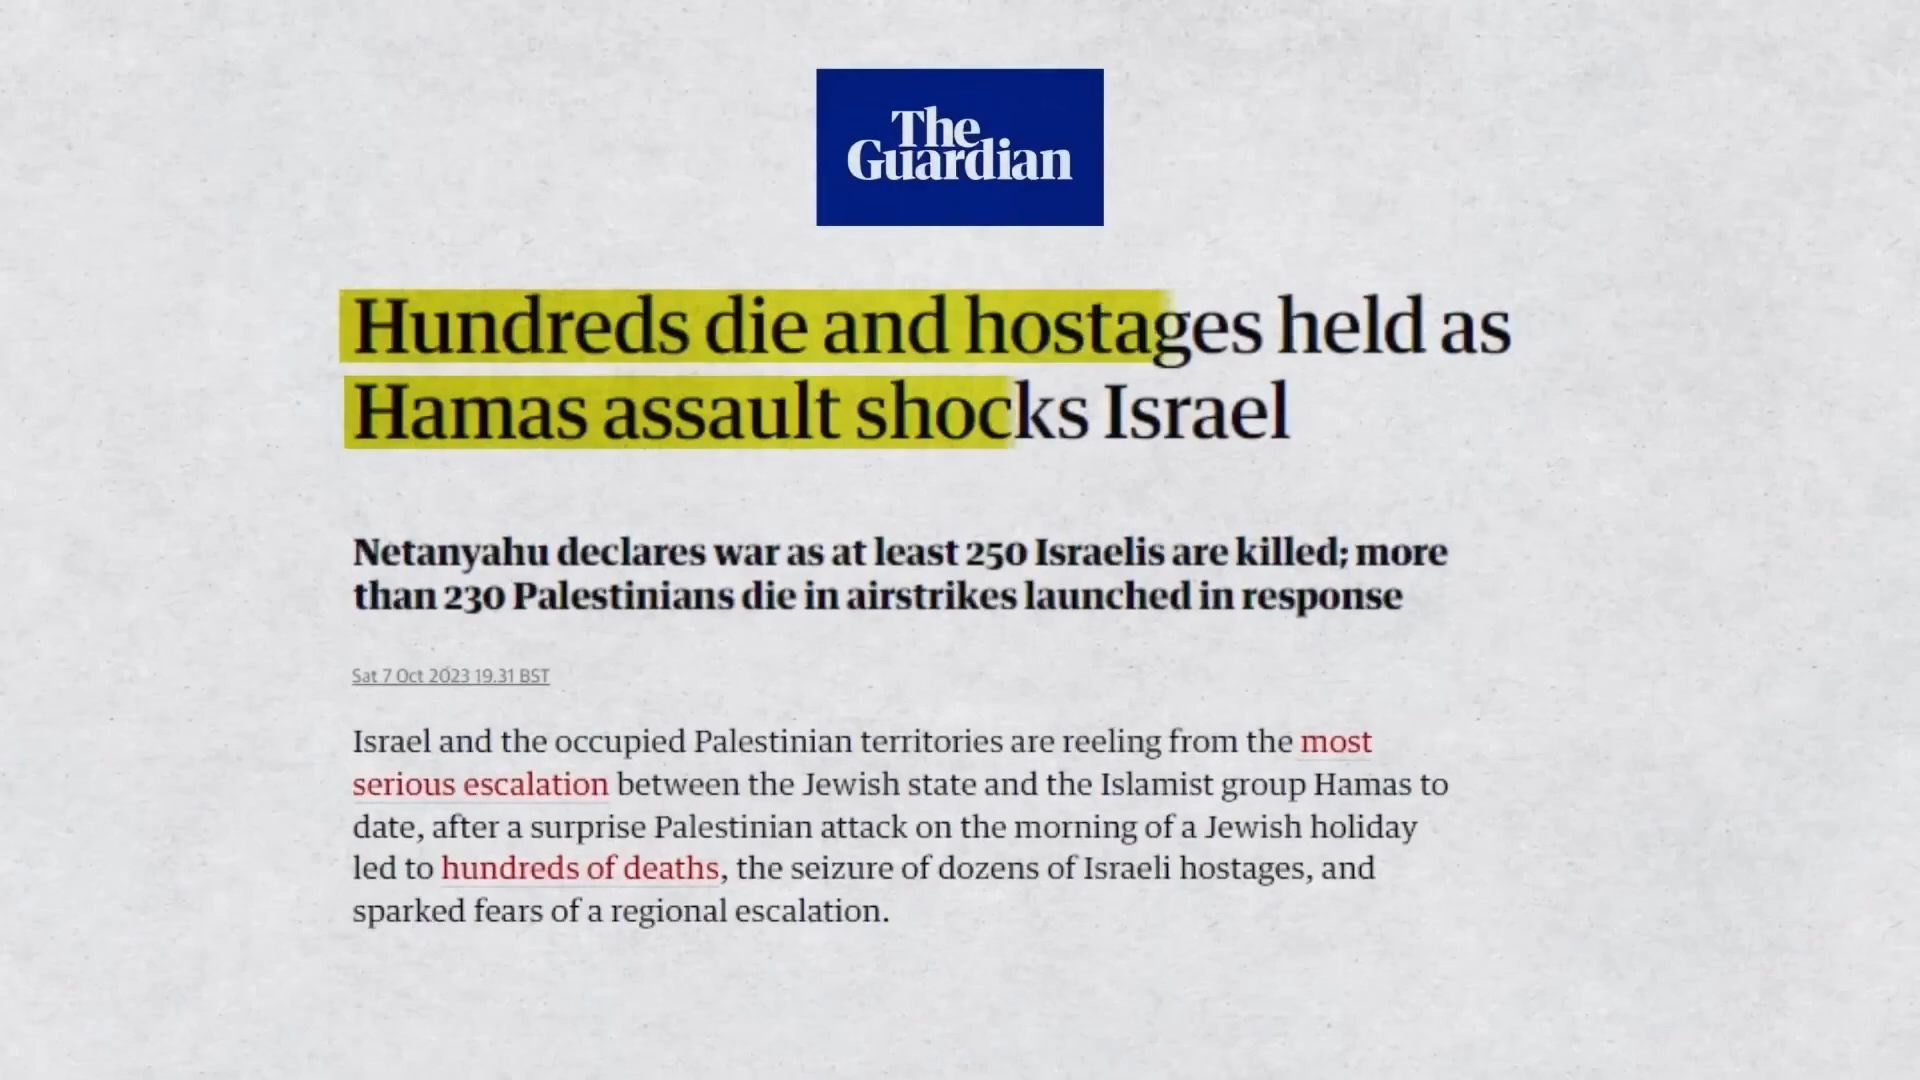 The
Guardian
Hundreds die and hostages held as
Hamas assault shocks Israel
Netanyahu declares war as at least 250 Israelis are killed; more
than 230 Palestinians die in airstrikes launched in response
Sat 7 Oct 2023 19.31 BST
Israel and the occupied Palestinian territories are reeling from the most
serious escalation between the Jewish state and the Islamist group Hamas to
date, after a surprise Palestinian attack on the morning of a Jewish holiday
led to hundreds of deaths, the seizure of dozens of Israeli hostages, and
sparked fears of a regional escalation.